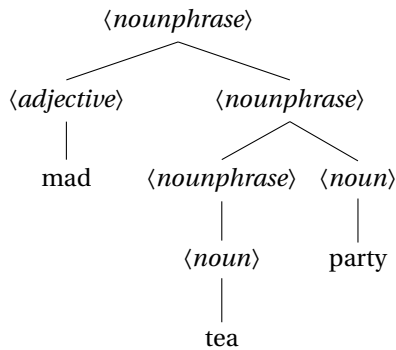 ⟨nounphrase⟩
⟨adjective⟩ ⟨nounphrase⟩
mad ⟨nounphrase⟩ ⟨noun⟩
⟨noun⟩ party
tea